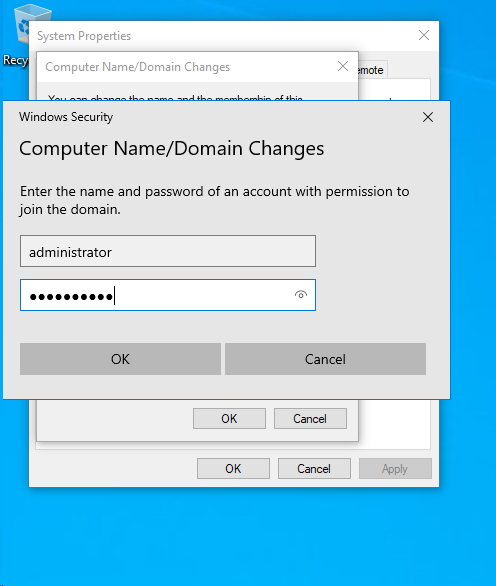 Recy
System Properties
Computer Name/Domain Changes
emote
You can change the name and the membership of this
Windows Security
Computer Name/Domain Changes
Enter the name and password of an account with permission to
join the domain.
administrator
●●●●●●●●●●
OK
Cancel
OK
Cancel
OK
Cancel
Apply